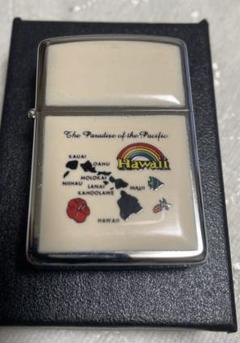 The Paradise of the Pacific
Hawaii
KAUAI
OAHU
NIIHAU
MOLOKAI
LANAI
MAUI
KAHOOLAWE
HAWAII